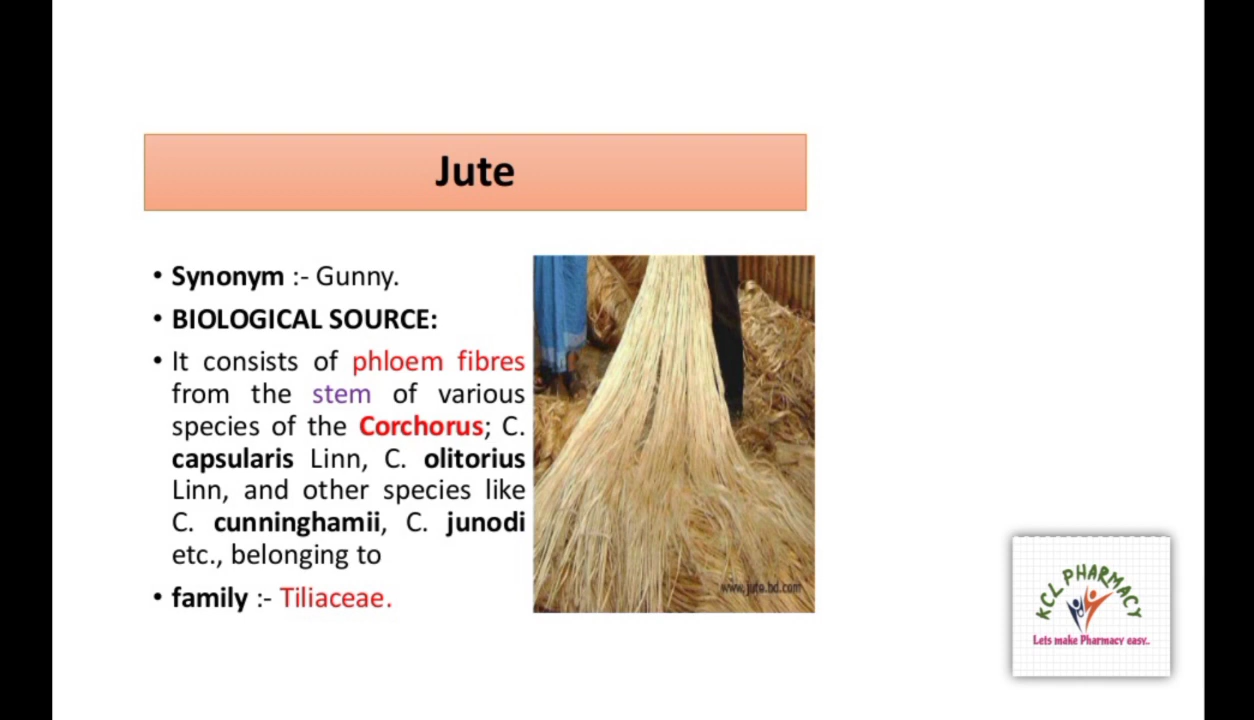 Jute
• Synonym :- Gunny.
• BIOLOGICAL SOURCE:
• It consists of phloem fibres
from the stem of various
species of the Corchorus; C.
capsularis Linn, C. olitorius
Linn, and other species like
C. cunninghamii, C. junodi
etc., belonging to
• family :- Tiliaceae.
www.jute.bd.com
KCL PHARMACY
Lets make Pharmacy easy..